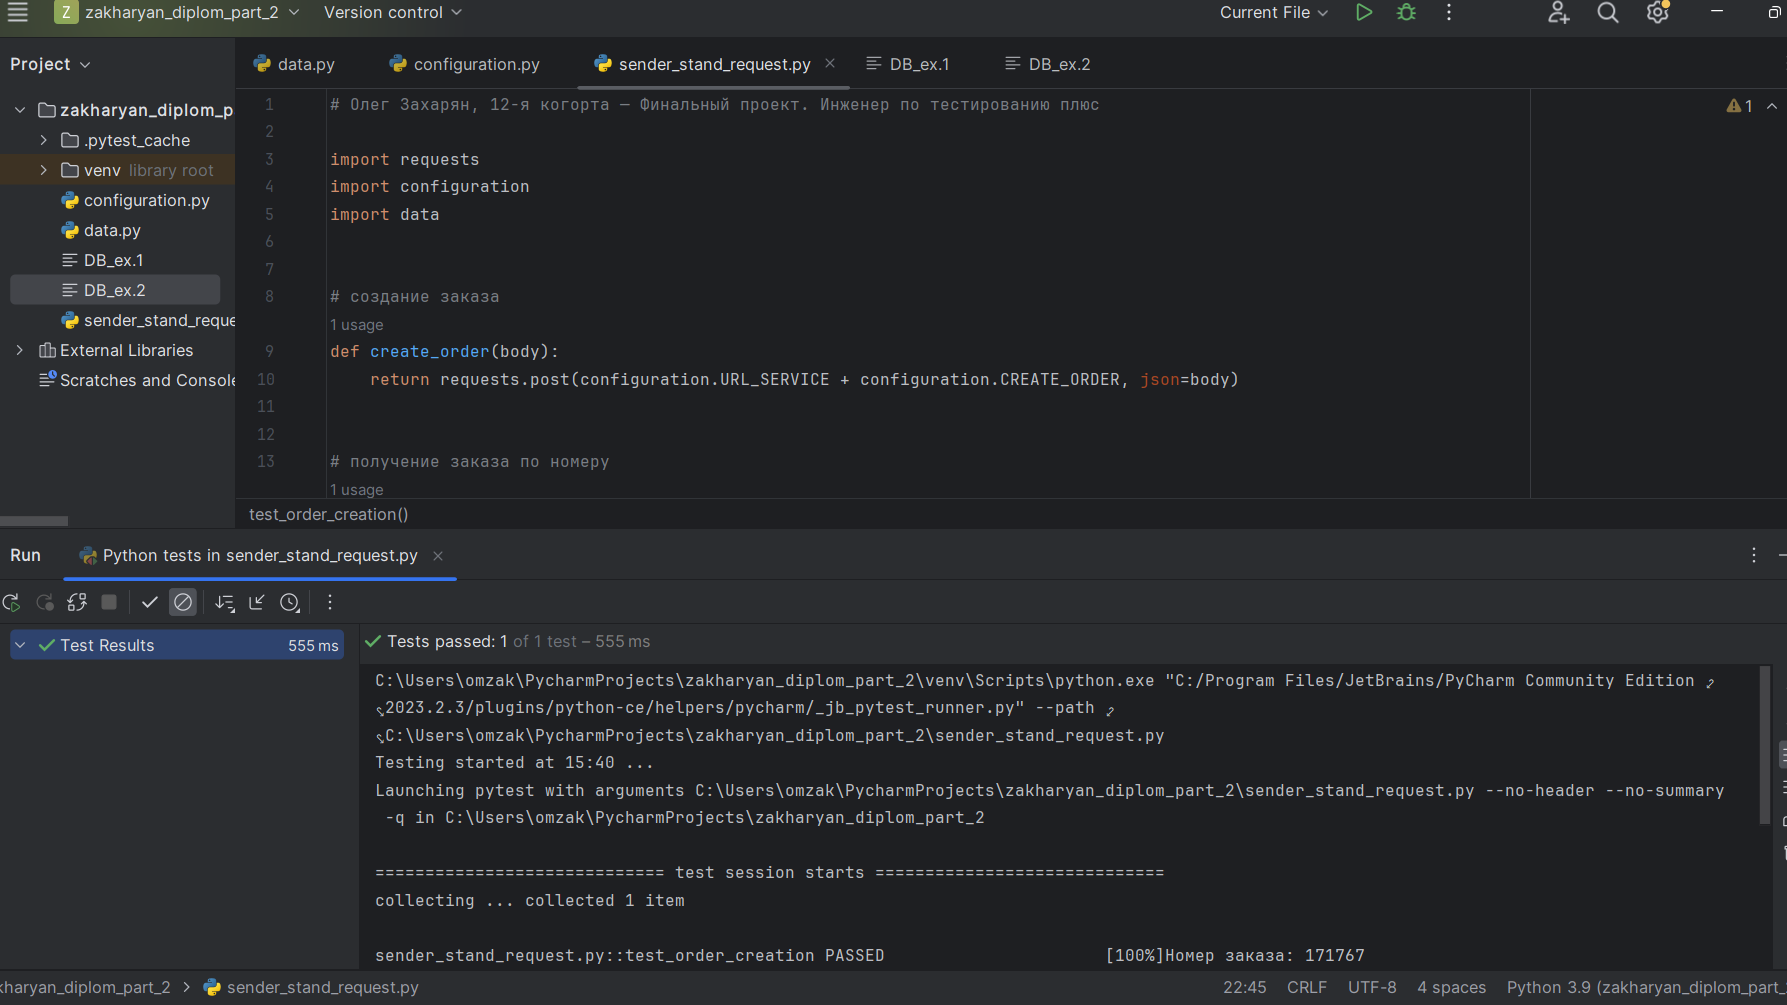 Z zakharyan_diplom_part_2 Version control Current File
Project
data.py configuration.py sender_stand_request.py DB_ex.1 DB_ex.2
zakharyan_diplom_p
.pytest_cache
venv library root
configuration.py
data.py
DB_ex.1
DB_ex.2
sender_stand_reque
External Libraries
Scratches and Console
1 # Олег Захарян, 12-я когорта — Финальный проект. Инженер по тестированию плюс
1
2
3 import requests
4 import configuration
5 import data
6
7
8 # создание заказа
1 usage
9 def create_order(body):
10 return requests.post(configuration.URL_SERVICE + configuration.CREATE_ORDER, json=body)
11
12
13 # получение заказа по номеру
1 usage
test_order_creation()
Run Python tests in sender_stand_request.py
Test Results 555 ms
Tests passed: 1 of 1 test – 555 ms
C:\Users\omzak\PycharmProjects\zakharyan_diplom_part_2\venv\Scripts\python.exe "C:/Program Files/JetBrains/PyCharm Community Edition
2023.2.3/plugins/python-ce/helpers/pycharm/_jb_pytest_runner.py" --path
C:\Users\omzak\PycharmProjects\zakharyan_diplom_part_2\sender_stand_request.py
Testing started at 15:40 ...
Launching pytest with arguments C:\Users\omzak\PycharmProjects\zakharyan_diplom_part_2\sender_stand_request.py --no-header --no-summary
-q in C:\Users\omzak\PycharmProjects\zakharyan_diplom_part_2
============================= test session starts =============================
collecting ... collected 1 item
sender_stand_request.py::test_order_creation PASSED [100%]Номер заказа: 171767
kharyan_diplom_part_2 > sender_stand_request.py 22:45 CRLF UTF-8 4 spaces Python 3.9 (zakharyan_diplom_part_